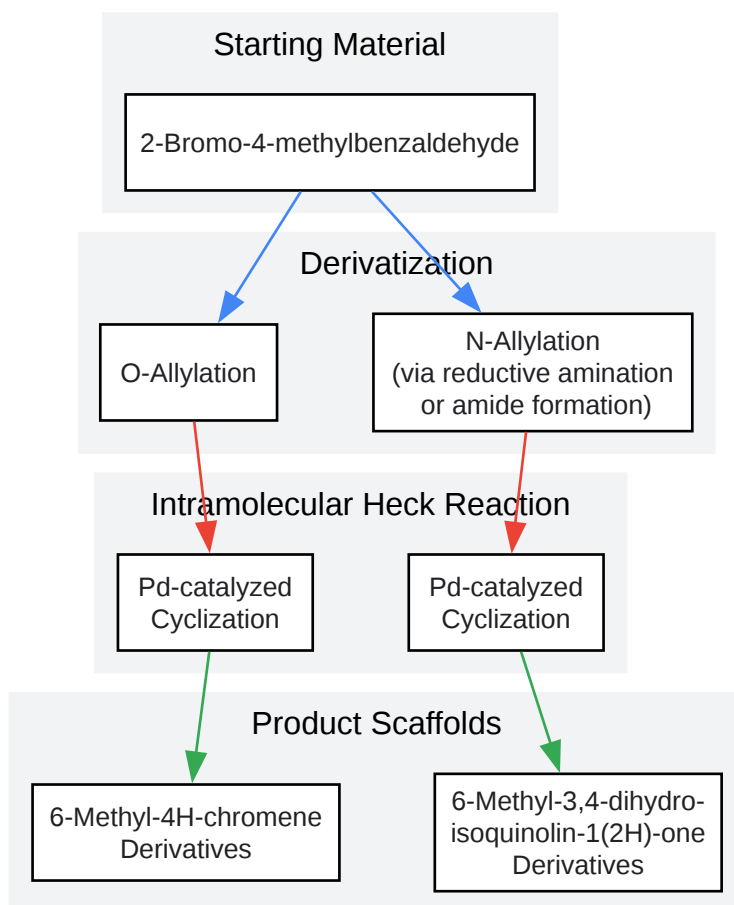 Starting Material
2-Bromo-4-methylbenzaldehyde
Derivatization
O-Allylation
N-Allylation
(via reductive amination
or amide formation)
Intramolecular Heck Reaction
Pd-catalyzed
Cyclization
Pd-catalyzed
Cyclization
Product Scaffolds
6-Methyl-4H-chromene
Derivatives
6-Methyl-3,4-dihydro-
isoquinolin-1(2H)-one
Derivatives